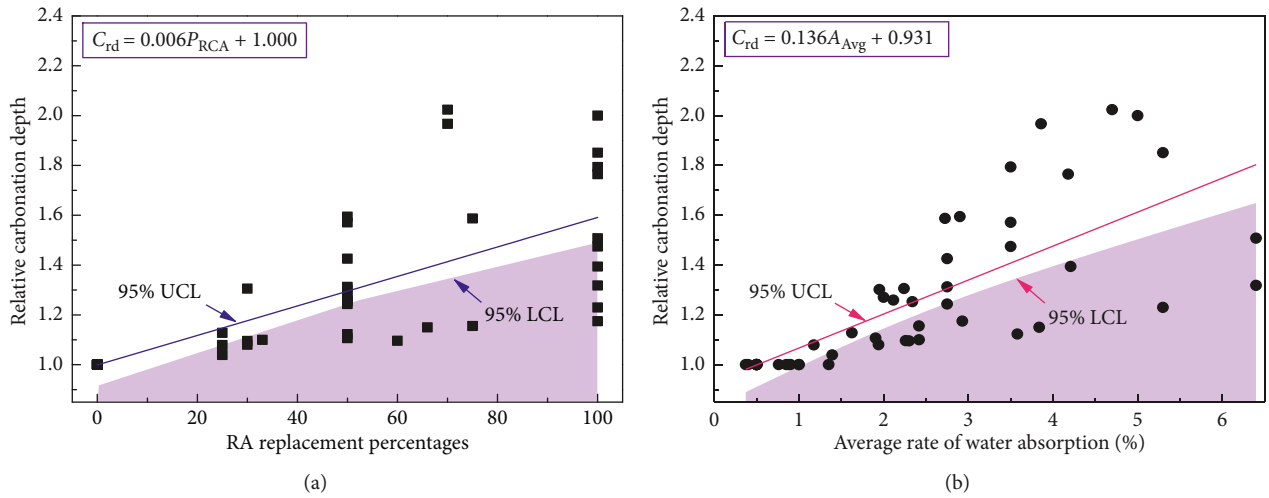 C_rd = 0.006P_RCA + 1.000
95% UCL
95% LCL
Relative carbonation depth
2.4
2.2
2.0
1.8
1.6
1.4
1.2
1.0
0 20 40 60 80 100
RA replacement percentages
(a)
C_rd = 0.136A_Avg + 0.931
95% UCL
95% LCL
Relative carbonation depth
2.4
2.2
2.0
1.8
1.6
1.4
1.2
1.0
0 1 2 3 4 5 6
Average rate of water absorption (%)
(b)